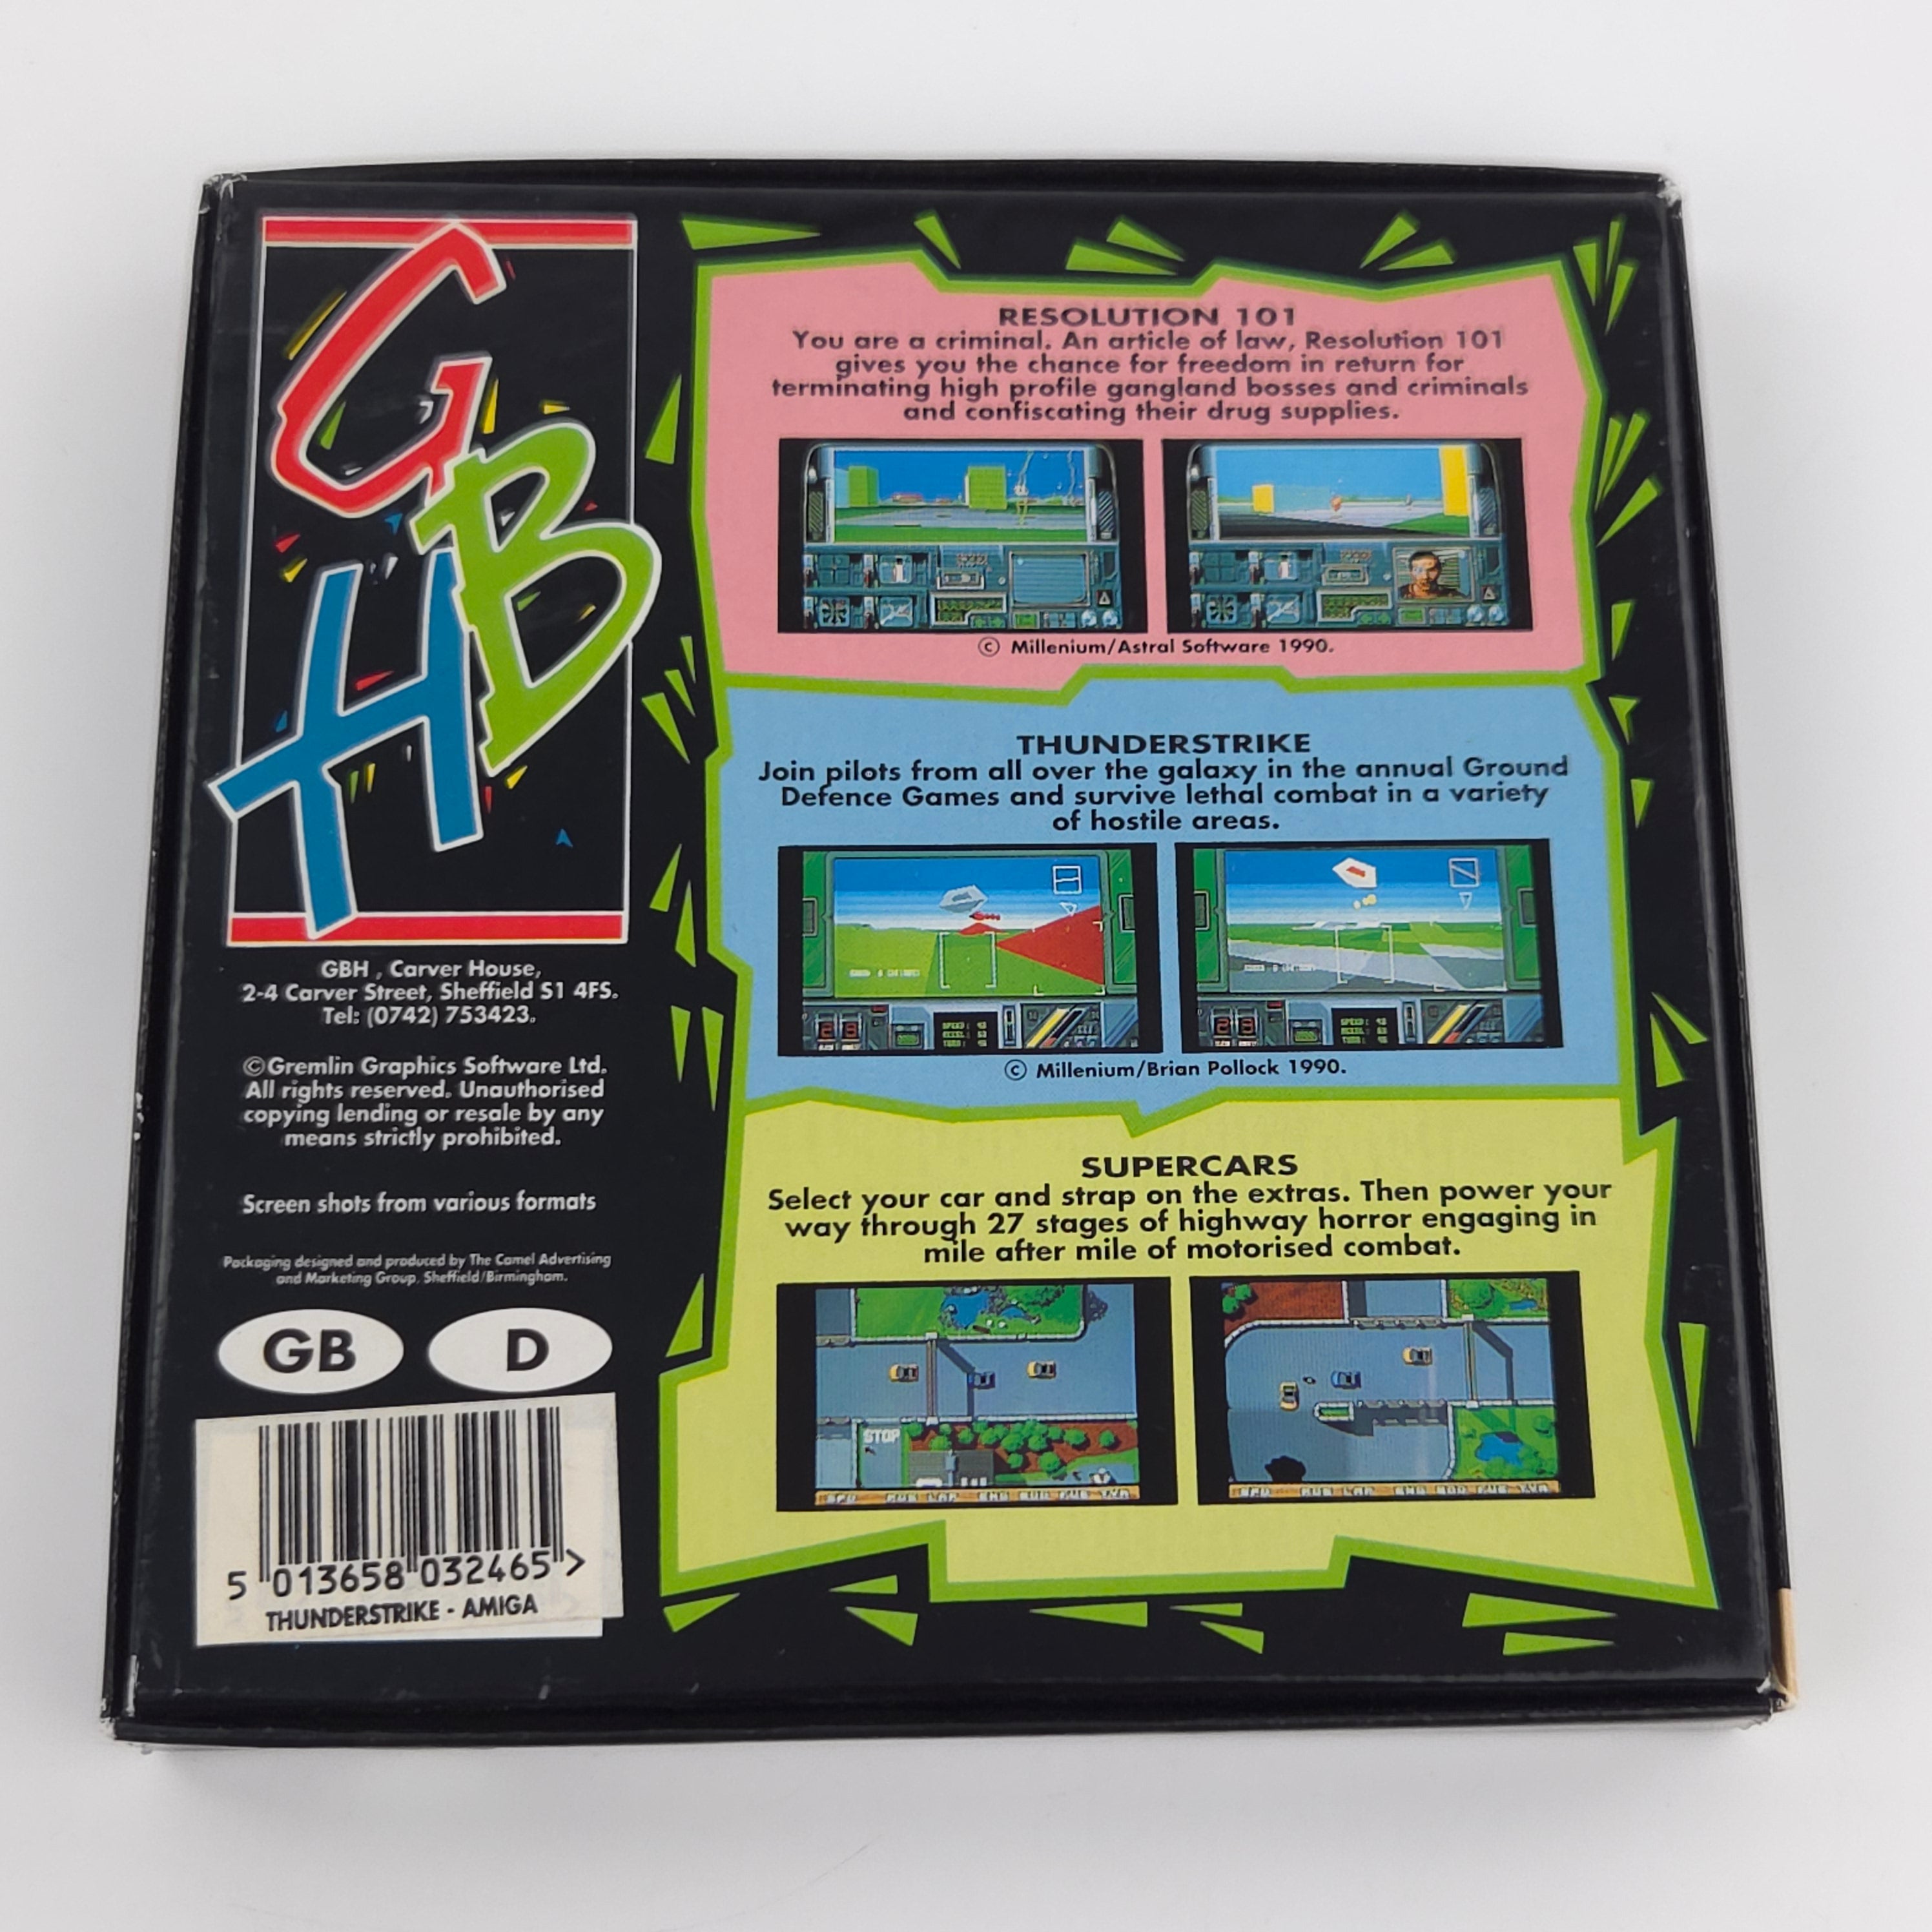 GBH
GBH , Carver House,
2-4 Carver Street, Sheffield S1 4FS.
Tel: (0742) 753423.
©Gremlin Graphics Software Ltd.
All rights reserved. Unauthorised
copying lending or resale by any
means strictly prohibited.
Screen shots from various formats
Packaging designed and produced by The Camel Advertising
and Marketing Group, Sheffield/Birmingham.
GB D
5 013658 032465 >
THUNDERSTRIKE - AMIGA
RESOLUTION 101
You are a criminal. An article of law, Resolution 101
gives you the chance for freedom in return for
terminating high profile gangland bosses and criminals
and confiscating their drug supplies.
© Millenium/Astral Software 1990.
THUNDERSTRIKE
Join pilots from all over the galaxy in the annual Ground
Defence Games and survive lethal combat in a variety
of hostile areas.
© Millenium/Brian Pollock 1990.
SUPERCARS
Select your car and strap on the extras. Then power your
way through 27 stages of highway horror engaging in
mile after mile of motorised combat.
STOP